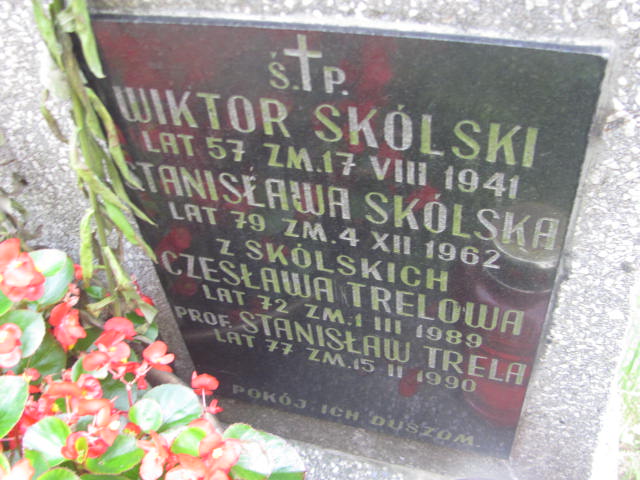 Ś.P.
WIKTOR SKÓLSKI
LAT 57 ZM. 17 VIII 1941
STANISŁAWA SKÓLSKA
LAT 79 ZM. 4 XII 1962
Z SKÓLSKICH
CZESŁAWA TRELOWA
LAT 72 ZM. 1 III 1989
PROF. STANISŁAW TRELA
LAT 77 ZM. 15 II 1990
POKÓJ ICH DUSZOM